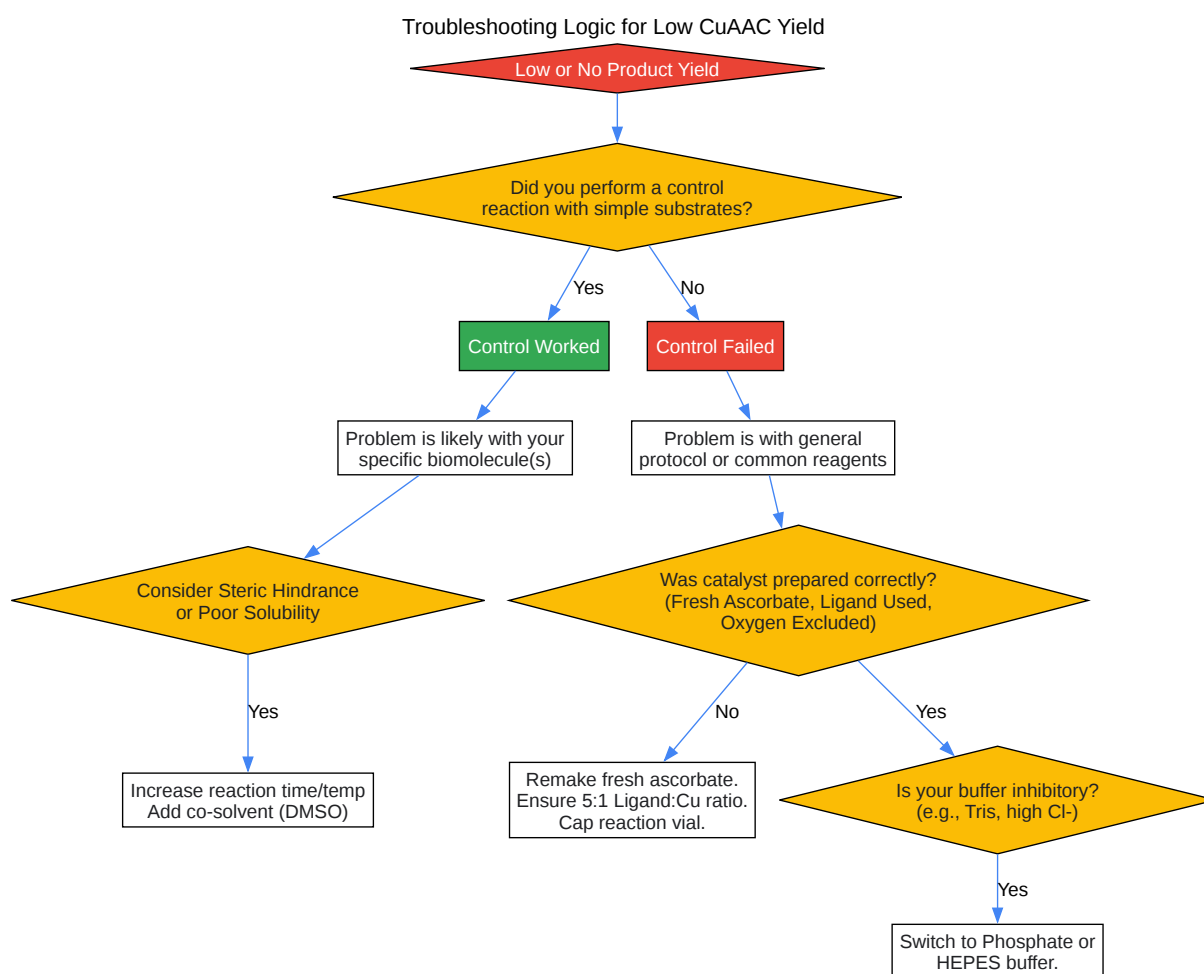 Troubleshooting Logic for Low CuAAC Yield
Low or No Product Yield
Did you perform a control
reaction with simple substrates?
Yes
No
Control Worked
Control Failed
Problem is likely with your
specific biomolecule(s)
Problem is with general
protocol or common reagents
Consider Steric Hindrance
or Poor Solubility
Was catalyst prepared correctly?
(Fresh Ascorbate, Ligand Used,
Oxygen Excluded)
Yes
No
Yes
Increase reaction time/temp
Add co-solvent (DMSO)
Remake fresh ascorbate.
Ensure 5:1 Ligand:Cu ratio.
Cap reaction vial.
Is your buffer inhibitory?
(e.g., Tris, high Cl-)
Yes
Switch to Phosphate or
HEPES buffer.